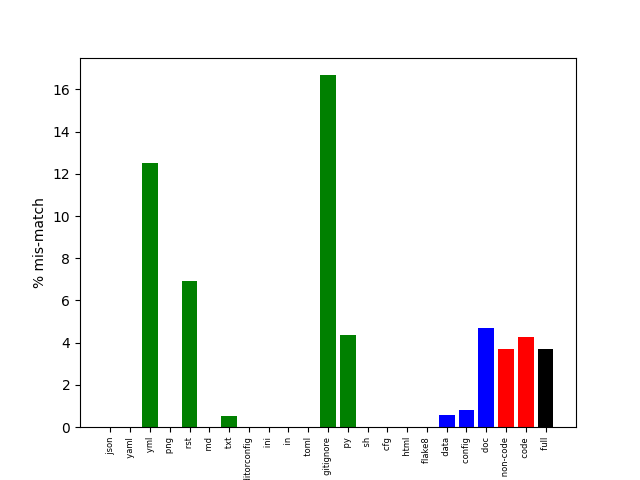 % mis-match
16
14
12
10
8
6
4
2
0
json
yaml
yml
png
rst
md
txt
litorconfig
ini
in
toml
gitignore
py
sh
cfg
html
flake8
data
config
doc
non-code
code
full